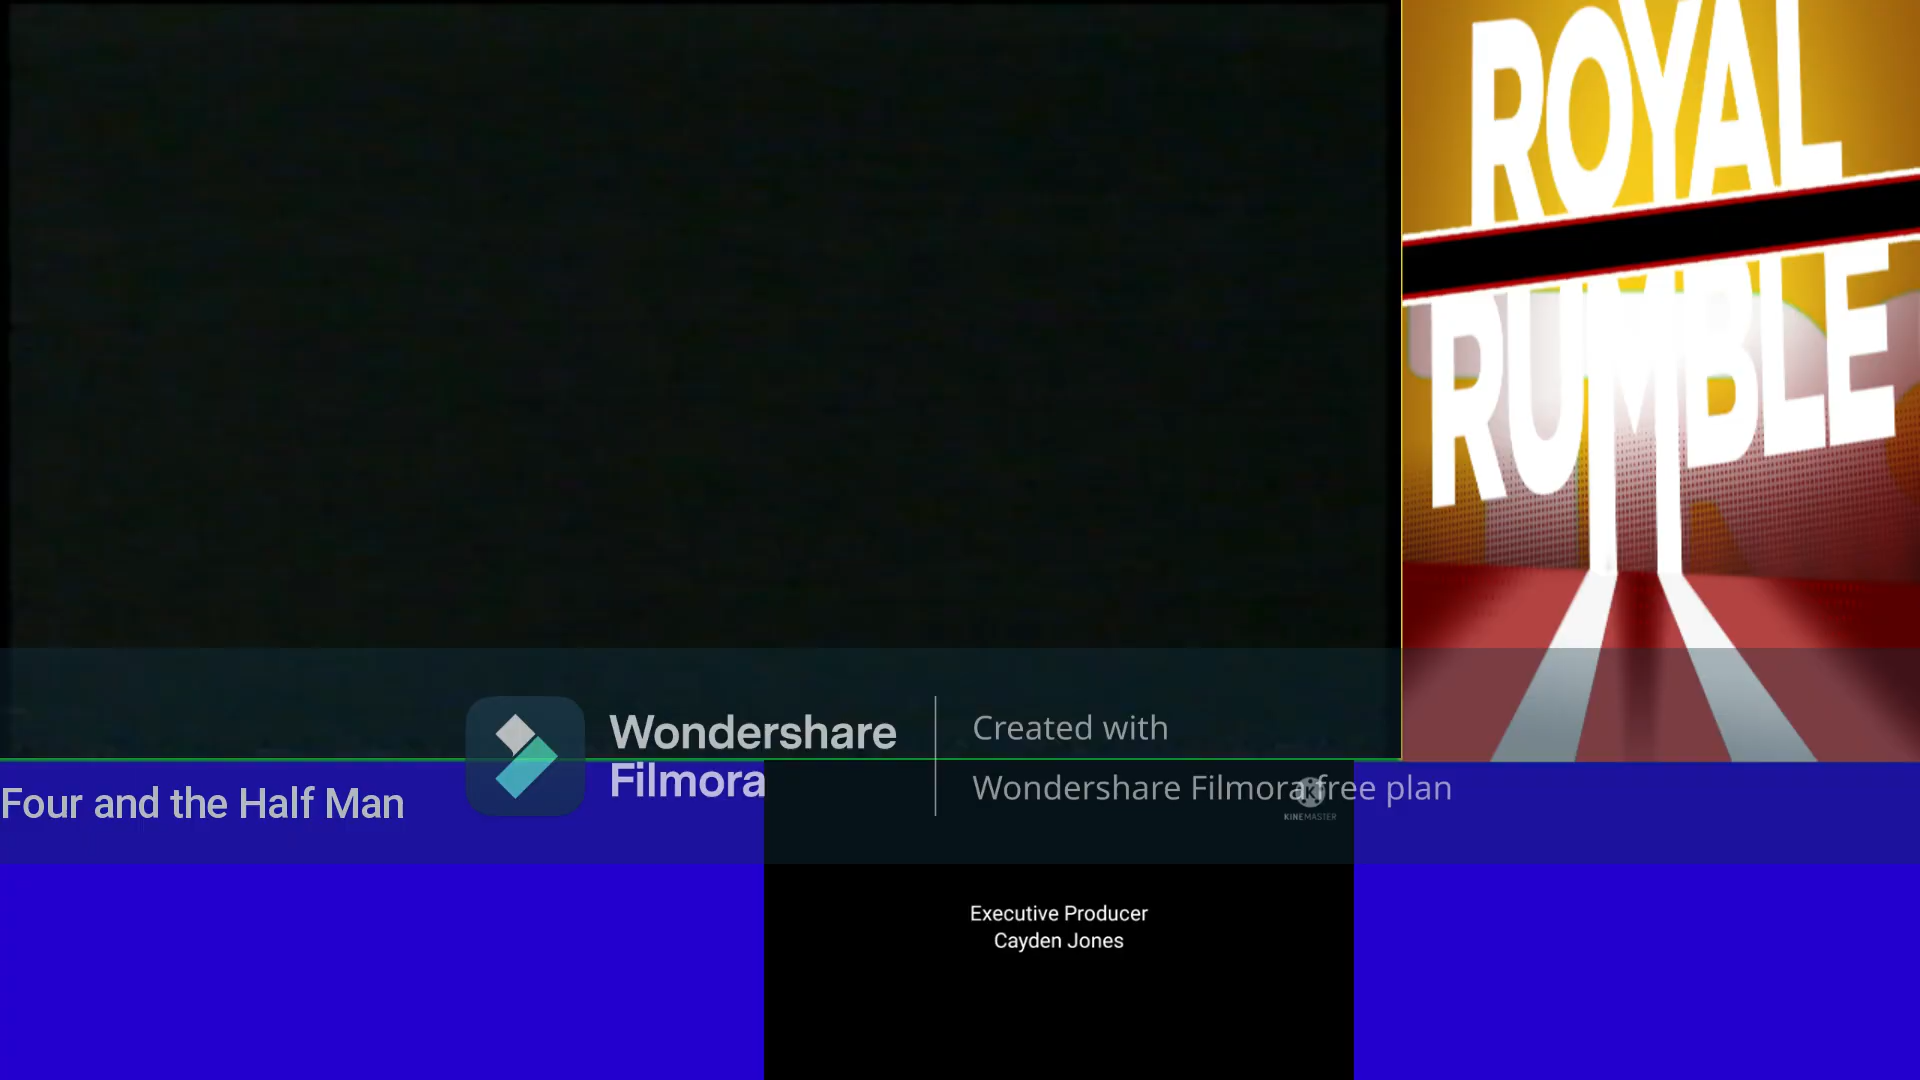 ROYAL
RUMBLE
Wondershare
Filmora
Created with
Wondershare Filmora free plan
Four and the Half Man
KINEMASTER
Executive Producer
Cayden Jones